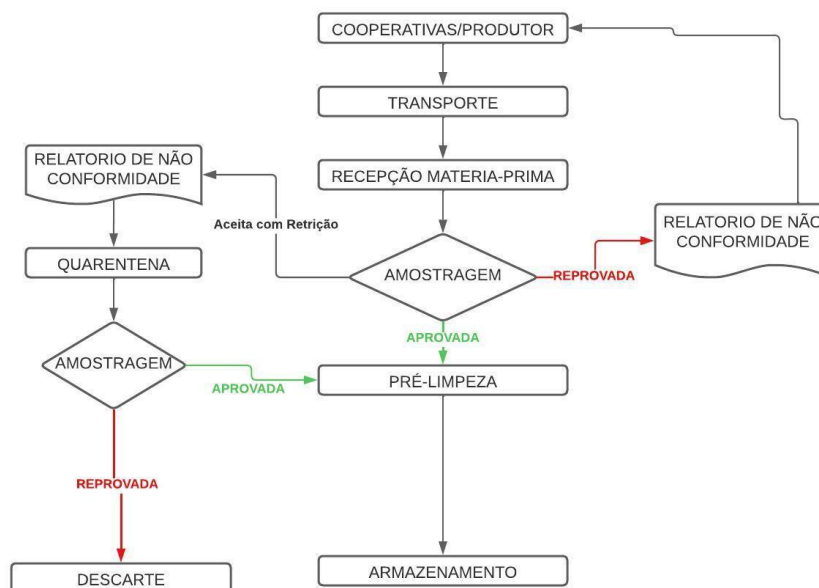 COOPERATIVAS/PRODUTOR
TRANSPORTE
RELATORIO DE NÃO
CONFORMIDADE
RECEPÇÃO MATERIA-PRIMA
Aceita com Retrição
RELATORIO DE NÃO
CONFORMIDADE
QUARENTENA
AMOSTRAGEM
REPROVADA
APROVADA
AMOSTRAGEM
APROVADA
PRÉ-LIMPEZA
REPROVADA
ARMAZENAMENTO
DESCARTE